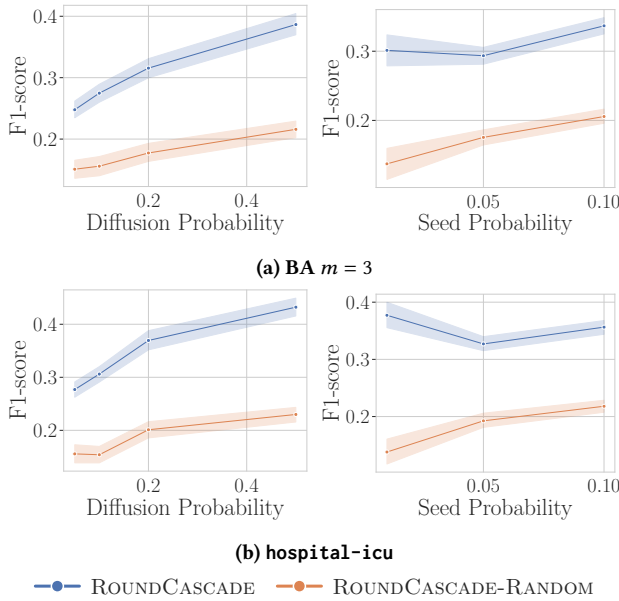 0.4
0.3
0.2
F1-score
0.2
0.4
Diffusion Probability
0.3
0.2
F1-score
0.05
0.10
Seed Probability
(a) BA m = 3
0.4
0.3
0.2
F1-score
0.2
0.4
Diffusion Probability
0.4
0.3
0.2
F1-score
0.05
0.10
Seed Probability
(b) hospital-icu
ROUNDCASCADE ROUNDCASCADE-RANDOM